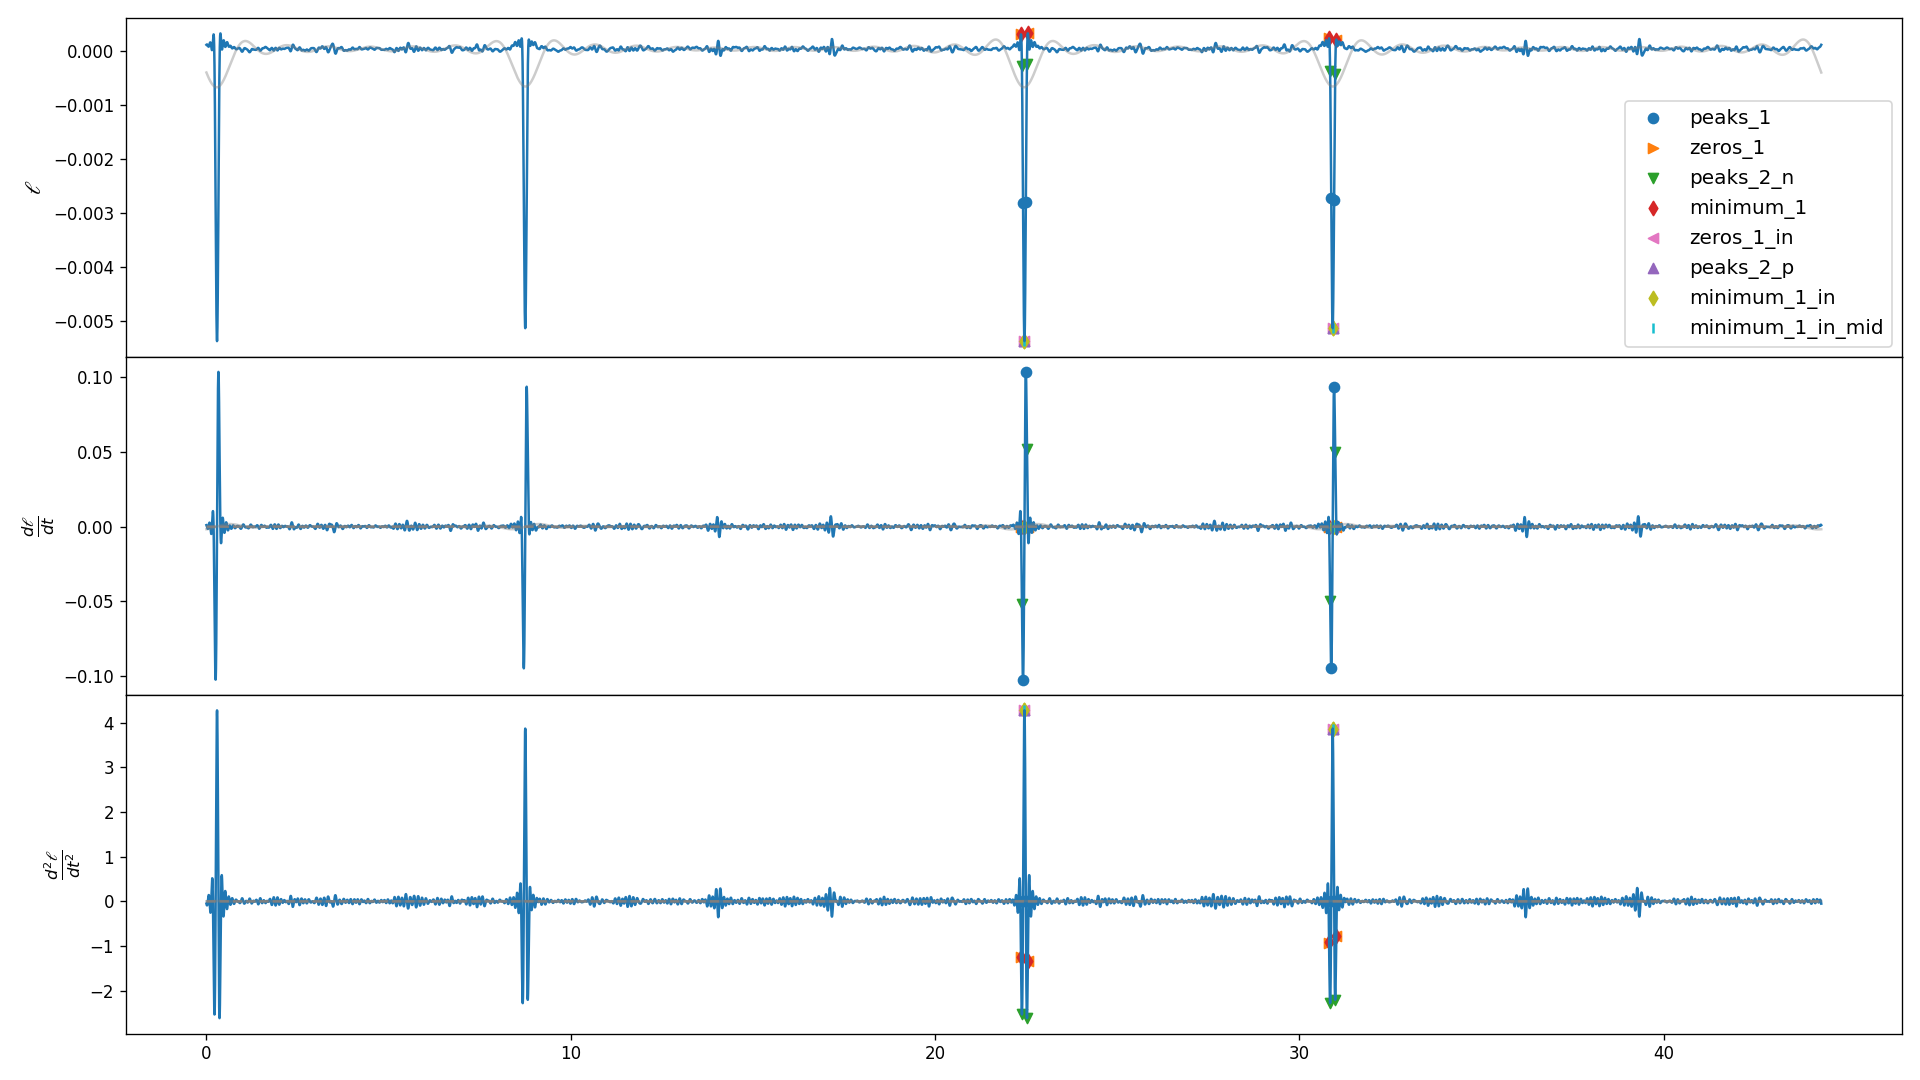 0.000
−0.001
−0.002
−0.003
−0.004
−0.005
ℓ
peaks_1
zeros_1
peaks_2_n
minimum_1
zeros_1_in
peaks_2_p
minimum_1_in
minimum_1_in_mid
0.10
0.05
0.00
−0.05
−0.10
dℓ
dt
4
3
2
1
0
−1
−2
d²ℓ
dt²
0 10 20 30 40